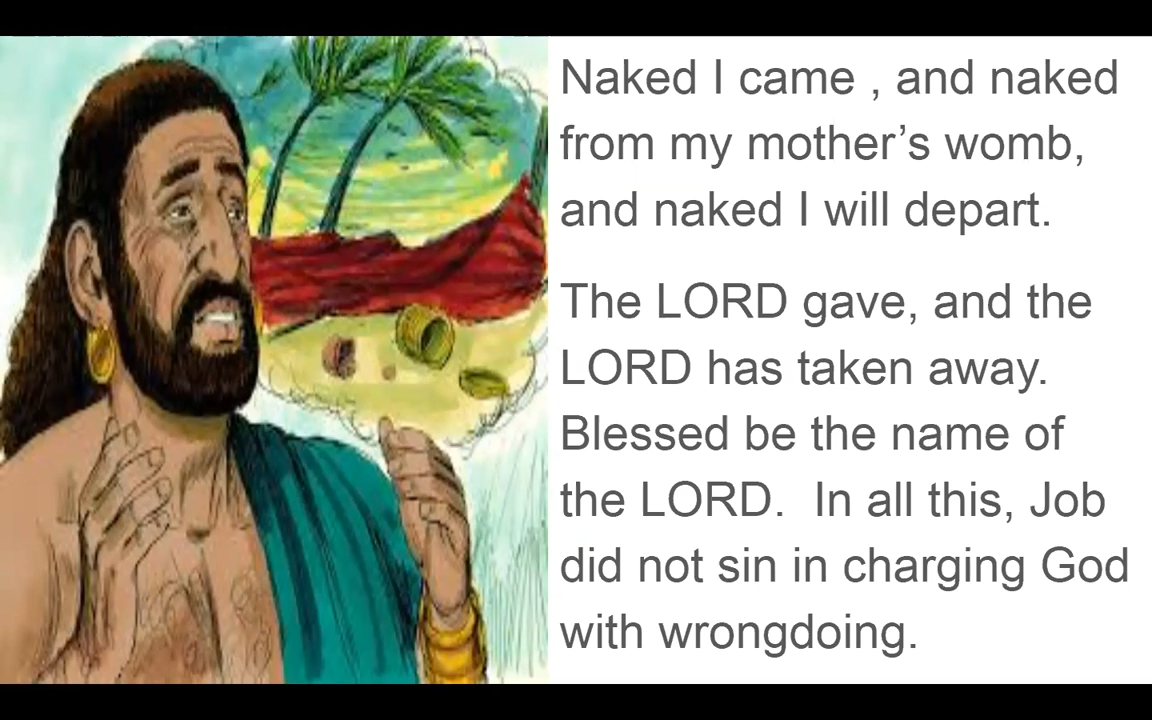 Naked I came , and naked
from my mother’s womb,
and naked I will depart.
The LORD gave, and the
LORD has taken away.
Blessed be the name of
the LORD.  In all this, Job
did not sin in charging God
with wrongdoing.